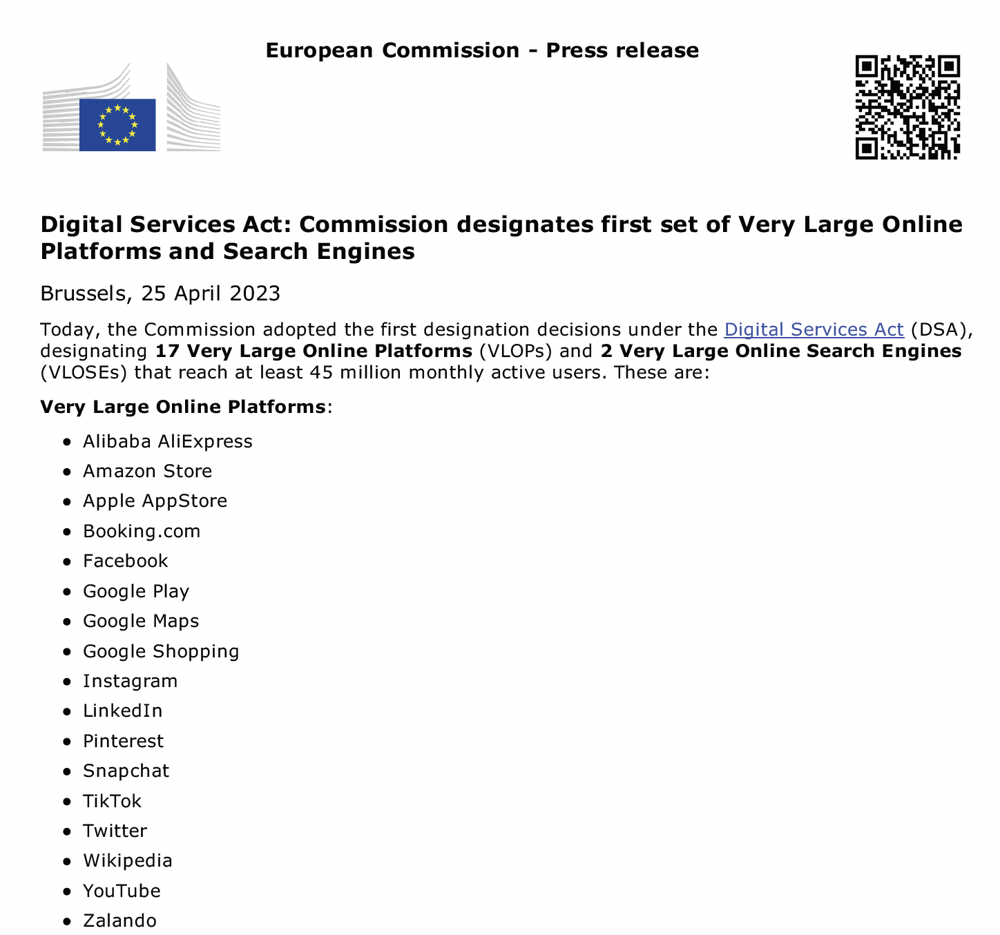 European Commission - Press release
Digital Services Act: Commission designates first set of Very Large Online
Platforms and Search Engines
Brussels, 25 April 2023
Today, the Commission adopted the first designation decisions under the Digital Services Act (DSA),
designating 17 Very Large Online Platforms (VLOPs) and 2 Very Large Online Search Engines
(VLOSEs) that reach at least 45 million monthly active users. These are:
Very Large Online Platforms:
• Alibaba AliExpress
• Amazon Store
• Apple AppStore
• Booking.com
• Facebook
• Google Play
• Google Maps
• Google Shopping
• Instagram
• LinkedIn
• Pinterest
• Snapchat
• TikTok
• Twitter
• Wikipedia
• YouTube
• Zalando